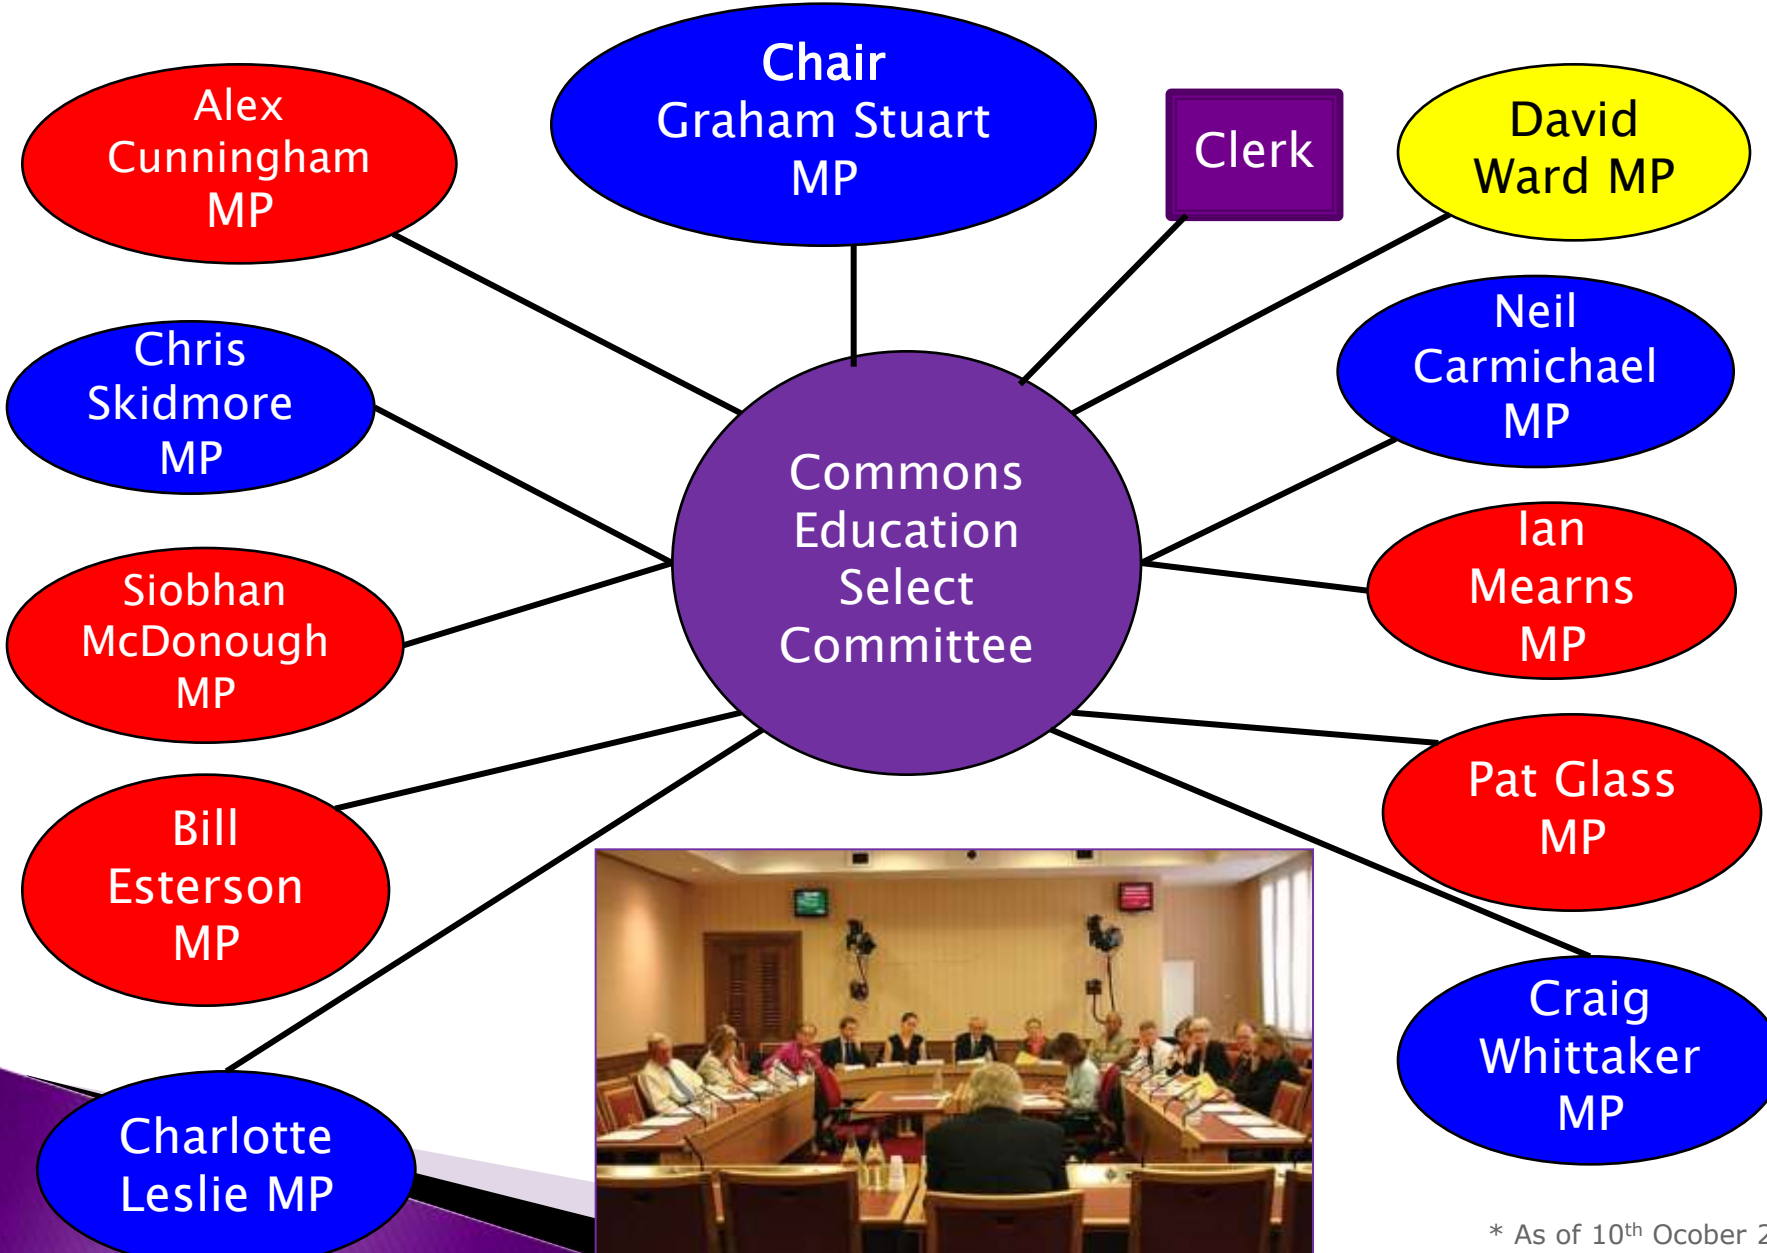 Chair
Graham Stuart
MP
Alex
Cunningham
MP
Clerk
David
Ward MP
Chris
Skidmore
MP
Neil
Carmichael
MP
Commons
Education
Select
Committee
Siobhan
McDonough
MP
Ian
Mearns
MP
Bill
Esterson
MP
Pat Glass
MP
Charlotte
Leslie MP
Craig
Whittaker
MP
* As of 10th Ocober 2